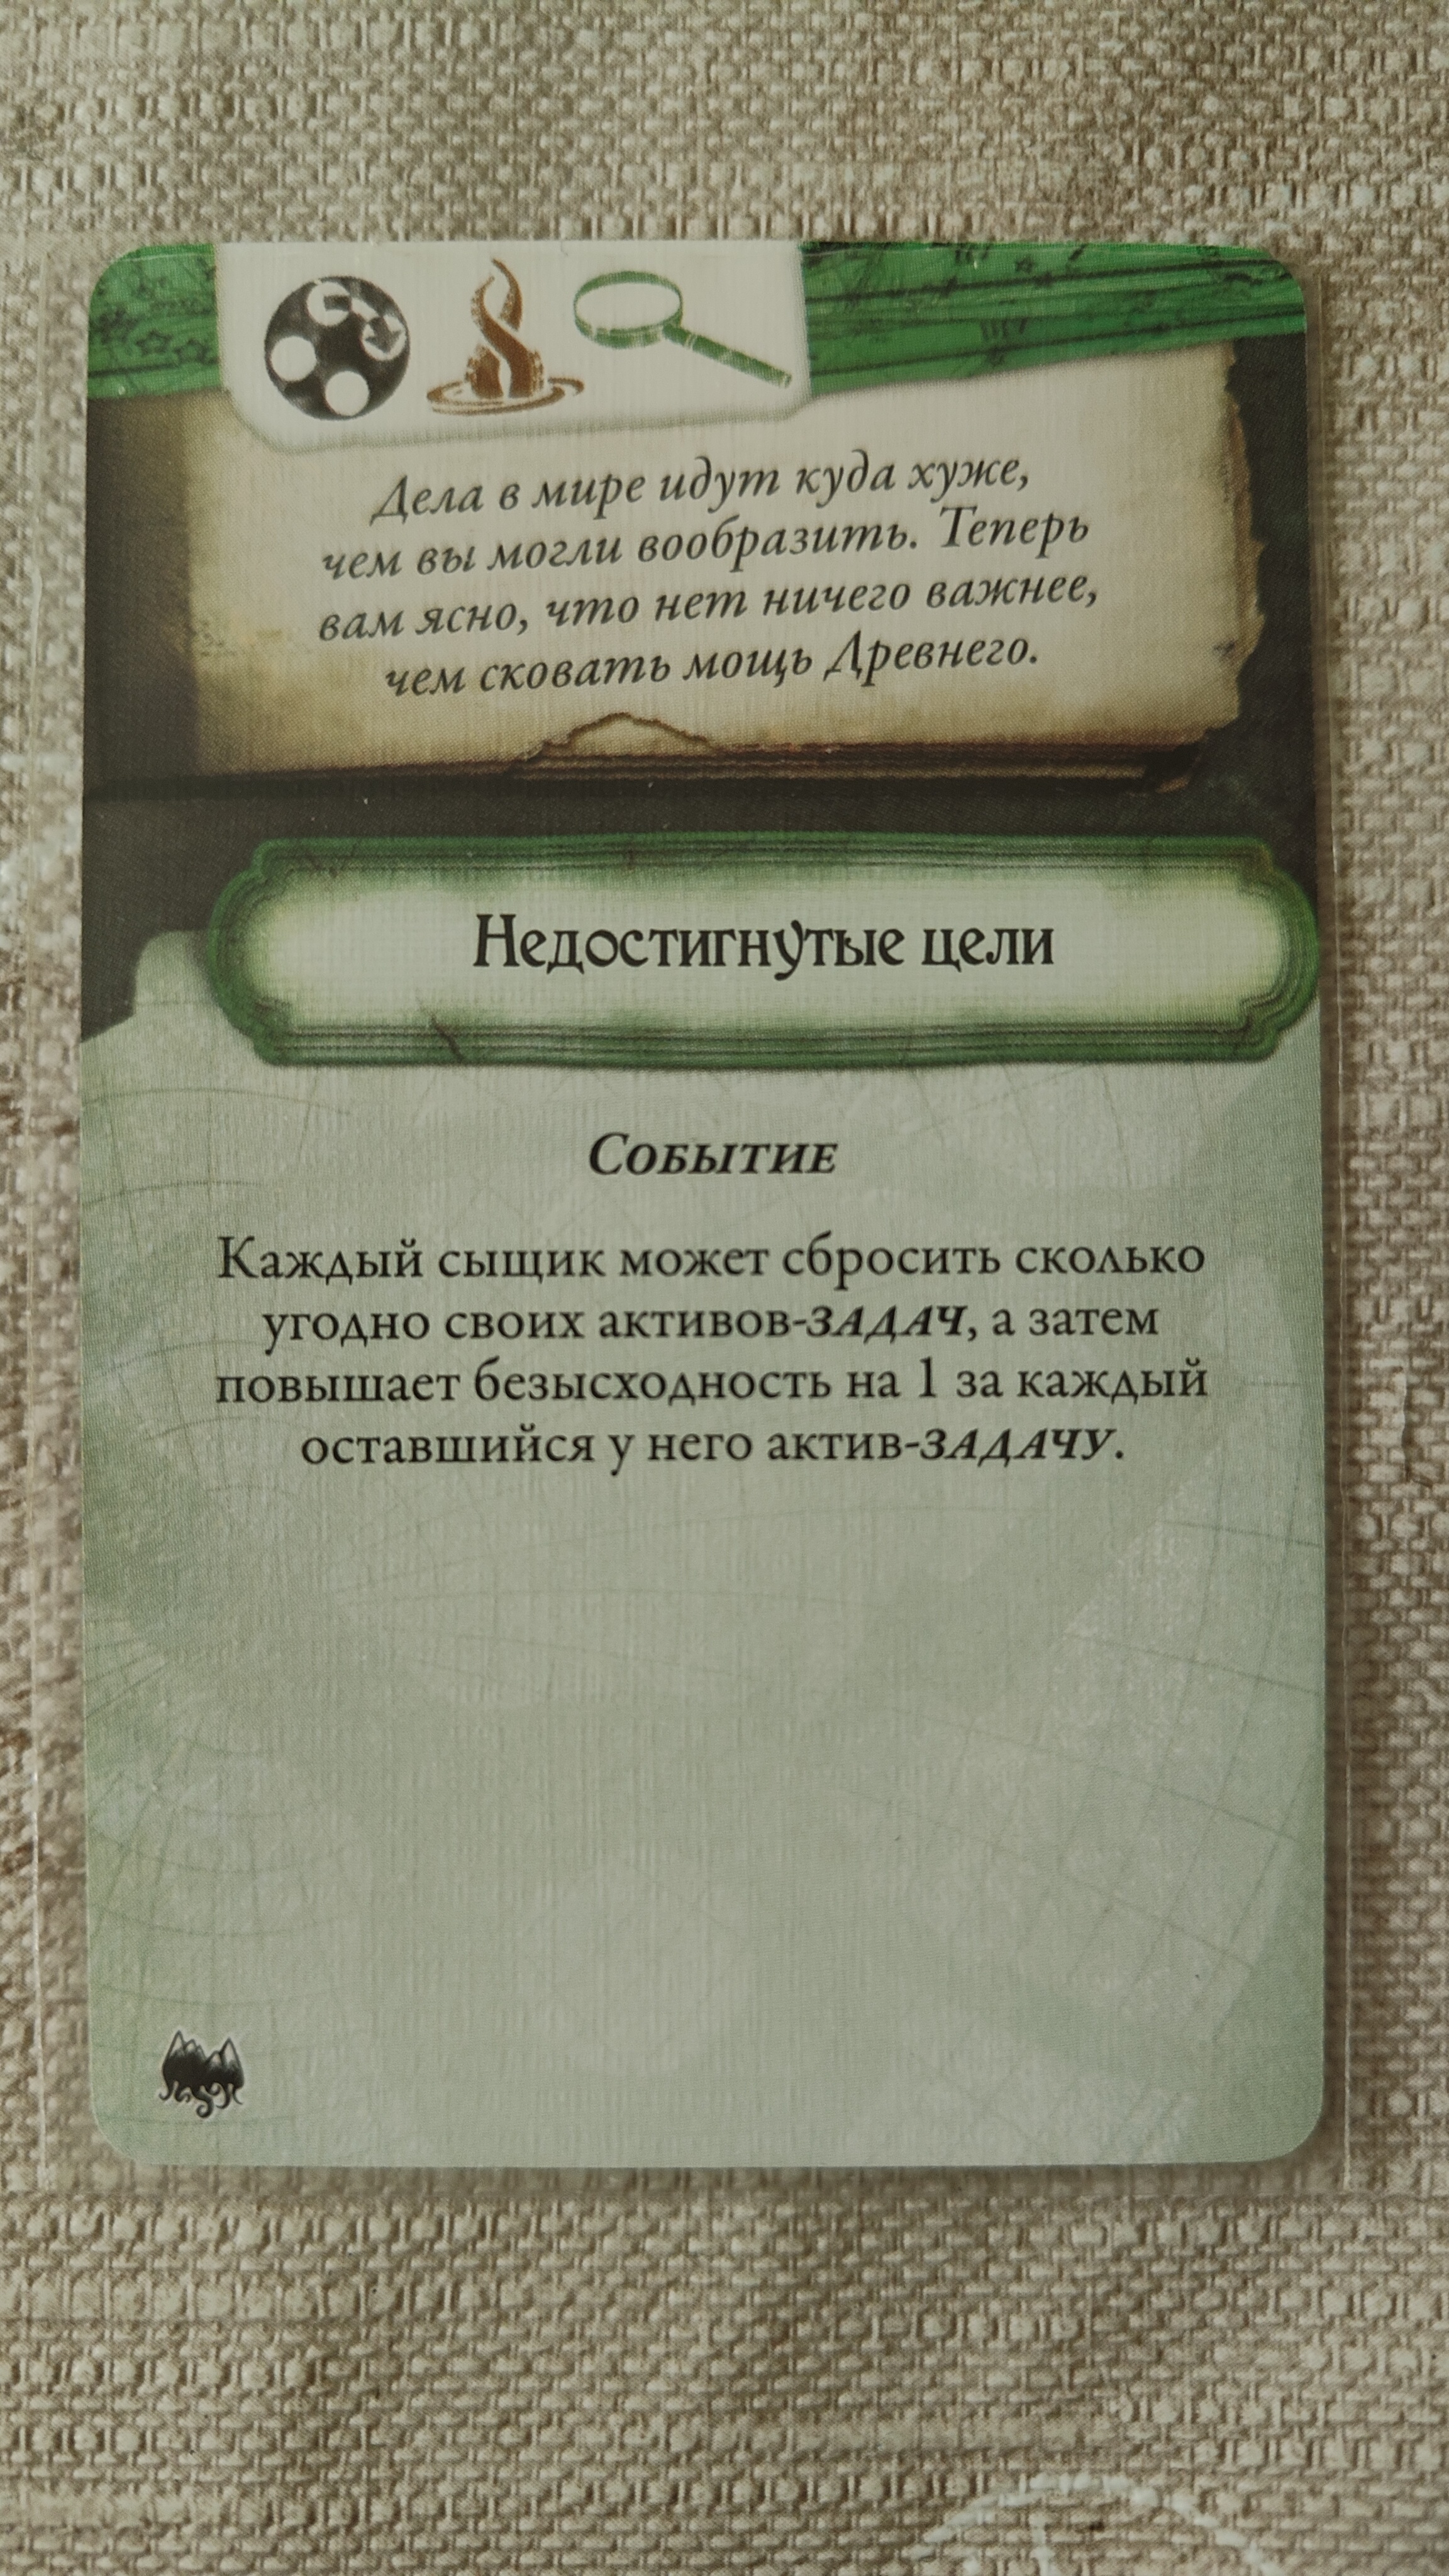 Дела в мире идут куда хуже,
чем вы могли вообразить. Теперь
вам ясно, что нет ничего важнее,
чем сковать мощь Древнего.
Недостигнутые цели
Событие
Каждый сыщик может сбросить сколько
угодно своих активов-ЗАДАЧ, а затем
повышает безысходность на 1 за каждый
оставшийся у него актив-ЗАДАЧУ.